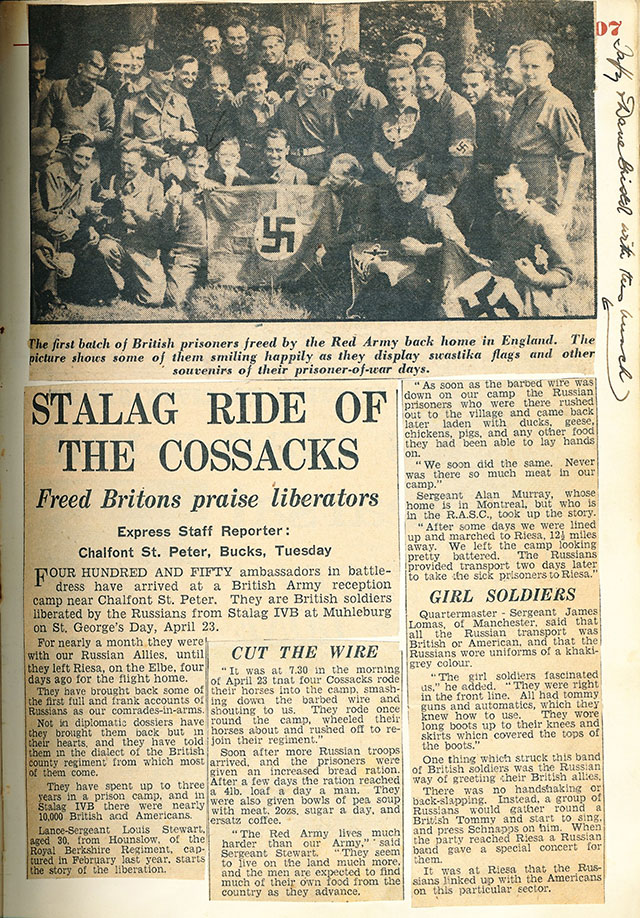 07
Taffy
with this bunch)
The first batch of British prisoners freed by the Red Army back home in England. The
picture shows some of them smiling happily as they display swastika flags and other
souvenirs of their prisoner-of-war days.
STALAG RIDE OF
THE COSSACKS
Freed Britons praise liberators
Express Staff Reporter:
Chalfont St. Peter, Bucks, Tuesday
FOUR HUNDRED AND FIFTY ambassadors in battle-
dress have arrived at a British Army reception
camp near Chalfont St. Peter. They are British soldiers
liberated by the Russians from Stalag IVB at Muhleburg
on St. George's Day, April 23.
For nearly a month they were
with our Russian Allies, until
they left Riesa, on the Elbe, four
days ago for the flight home.
They have brought back some of
the first full and frank accounts of
Russians as our comrades-in-arms.
Not in diplomatic dossiers have
they brought them back but in
their hearts, and they have told
them in the dialect of the British
county regiment from which most
of them come.
They have spent up to three
years in a prison camp, and in
Stalag IVB there were nearly
10,000 British and Americans.
Lance-Sergeant Louis Stewart,
aged 30, from Hounslow, of the
Royal Berkshire Regiment, cap-
tured in February last year, starts
the story of the liberation.
CUT THE WIRE
"It was at 7.30 in the morning
of April 23 tnat four Cossacks rode
their horses into the camp, smash-
ing down the barbed wire and
shouting to us. They rode once
round the camp, wheeled their
horses about and rushed off to re-
join their regiment."
Soon after more Russian troops
arrived, and the prisoners were
given an increased bread ration.
After a few days the ration reached
a 4lb. loaf a day a man. They
were also given bowls of pea soup
with meat, 2ozs, sugar a day, and
ersatz coffee.
"The Red Army lives much
harder than our Army," said
Sergeant Stewart. "They seem
to live on the land much more,
and the men are expected to find
much of their own food from the
country as they advance.
"As soon as the barbed wire was
down on our camp the Russian
prisoners who were there rushed
out to the village and came back
later laden with ducks, geese,
chickens, pigs, and any other food
they had been able to lay hands
on.
"We soon did the same. Never
was there so much meat in our
camp."
Sergeant Alan Murray, whose
home is in Montreal, but who is
in the R.A.S.C., took up the story.
"After some days we were lined
up and marched to Riesa, 12½ miles
away. We left the camp looking
pretty battered. The Russians
provided transport two days later
to take the sick prisoners to Riesa."
GIRL SOLDIERS
Quartermaster-Sergeant James
Lomas, of Manchester, said that
all the Russian transport was
British or American, and that the
Russians wore uniforms of a khaki-
grey colour.
"The girl soldiers fascinated
us," he added. "They were right
in the front line. All had tommy
guns and automatics, which they
knew how to use. They wore
long boots up to their knees and
skirts which covered the tops of
the boots."
One thing which struck this band
of British soldiers was the Russian
way of greeting their British allies.
There was no handshaking or
back-slapping. Instead, a group of
Russians would gather round a
British Tommy and start to sing,
and press Schnapps on him. When
the party reached Riesa a Russian
band gave a special concert for
them.
It was at Riesa that the Rus-
sians linked up with the Americans
on this particular sector.